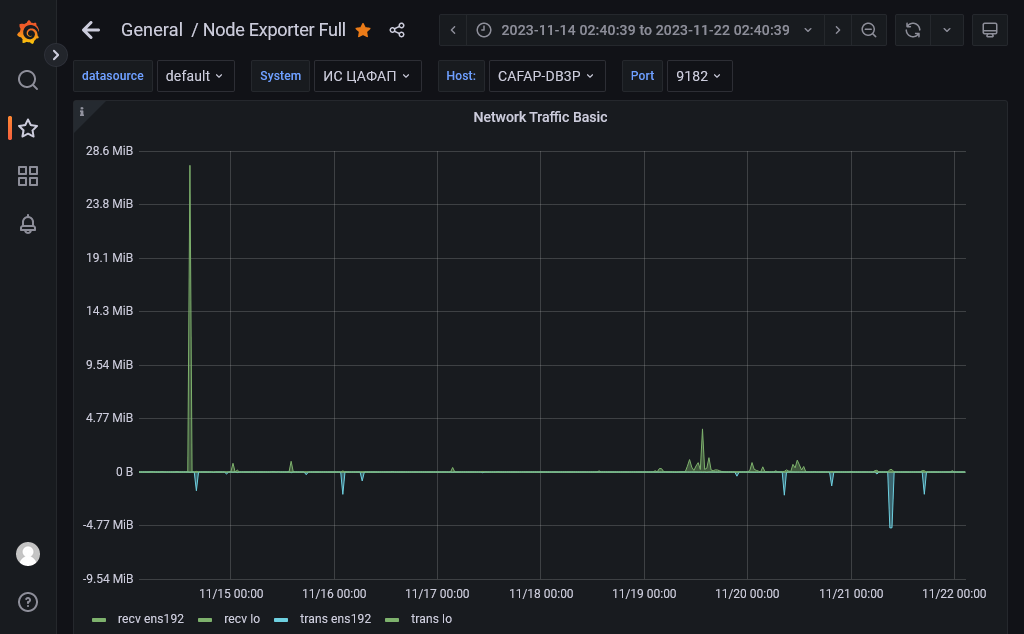 General / Node Exporter Full
2023-11-14 02:40:39 to 2023-11-22 02:40:39
datasource default System ИС ЦАФАП Host: CAFAP-DB3P Port 9182
i
Network Traffic Basic
28.6 MiB
23.8 MiB
19.1 MiB
14.3 MiB
9.54 MiB
4.77 MiB
0 B
-4.77 MiB
-9.54 MiB
11/15 00:00 11/16 00:00 11/17 00:00 11/18 00:00 11/19 00:00 11/20 00:00 11/21 00:00 11/22 00:00
recv ens192 recv lo trans ens192 trans lo